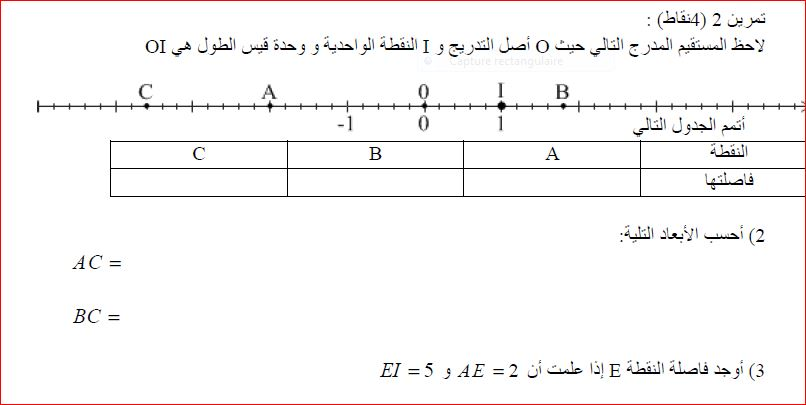 تمرين 2 (4نقاط) :
لاحظ المستقيم المدرج التالي حيث O أصل التدريج و I النقطة الواحدية و وحدة قيس الطول هي OI
Capture rectangulaire
C A 0 I B
-1 0 1
أتمم الجدول التالي
النقطة A B C
فاصلتها
2) أحسب الأبعاد التلية:
AC =
BC =
3) أوجد فاصلة النقطة E إذا علمت أن AE = 2 و EI = 5